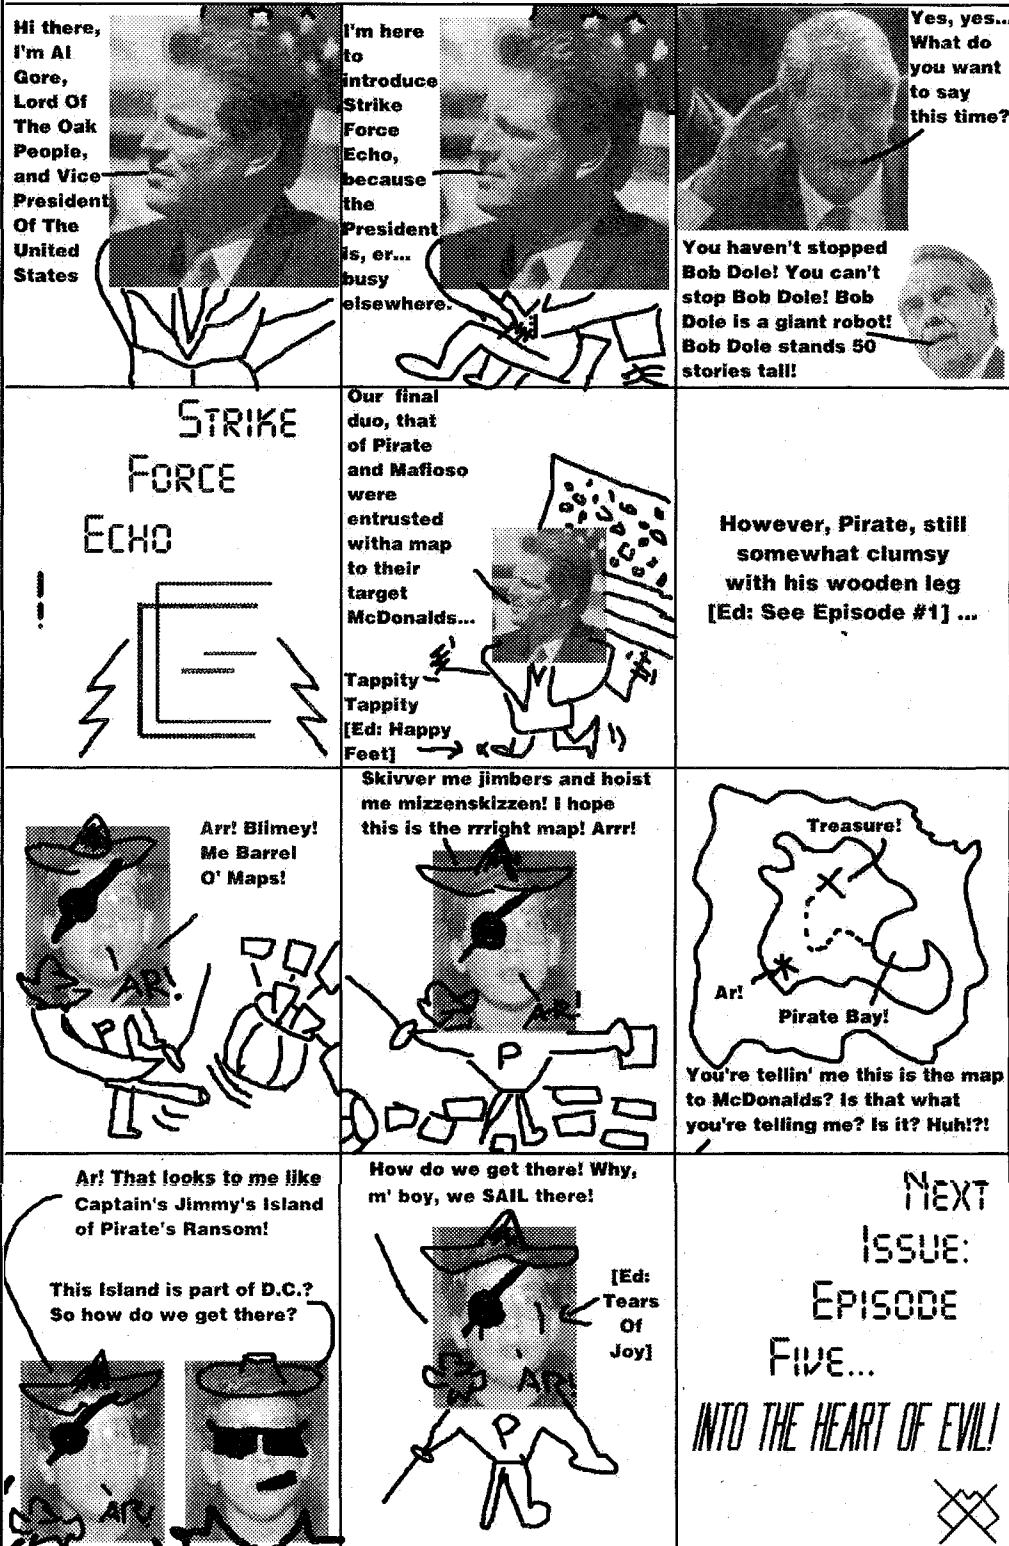 Hi there,
I'm Al
Gore,
Lord Of
The Oak
People,
and Vice
President
Of The
United
States
I'm here
to
introduce
Strike
Force
Echo,
because
the
President
is, er...
busy
elsewhere.
Yes, yes...
What do
you want
to say
this time?
You haven't stopped
Bob Dole! You can't
stop Bob Dole! Bob
Dole is a giant robot!
Bob Dole stands 50
stories tall!
STRIKE
FORCE
ECHO
!
Our final
duo, that
of Pirate
and Mafioso
were
entrusted
witha map
to their
target
McDonalds...
Tappity
Tappity
[Ed: Happy
Feet]
However, Pirate, still
somewhat clumsy
with his wooden leg
[Ed: See Episode #1] ...
Arr! Blimey!
Me Barrel
O' Maps!
AR!
P
Skivver me jimbers and hoist
me mizzenskizzen! I hope
this is the rrright map! Arrr!
AR!
P
Treasure!
Ar!
Pirate Bay!
You're tellin' me this is the map
to McDonalds? Is that what
you're telling me? Is it? Huh!?!
Ar! That looks to me like
Captain's Jimmy's Island
of Pirate's Ransom!
This Island is part of D.C.?
So how do we get there?
AR!
How do we get there! Why,
m' boy, we SAIL there!
[Ed:
Tears
Of
Joy]
AR!
P
NEXT
ISSUE:
EPISODE
FIVE...
INTO THE HEART OF EVIL!